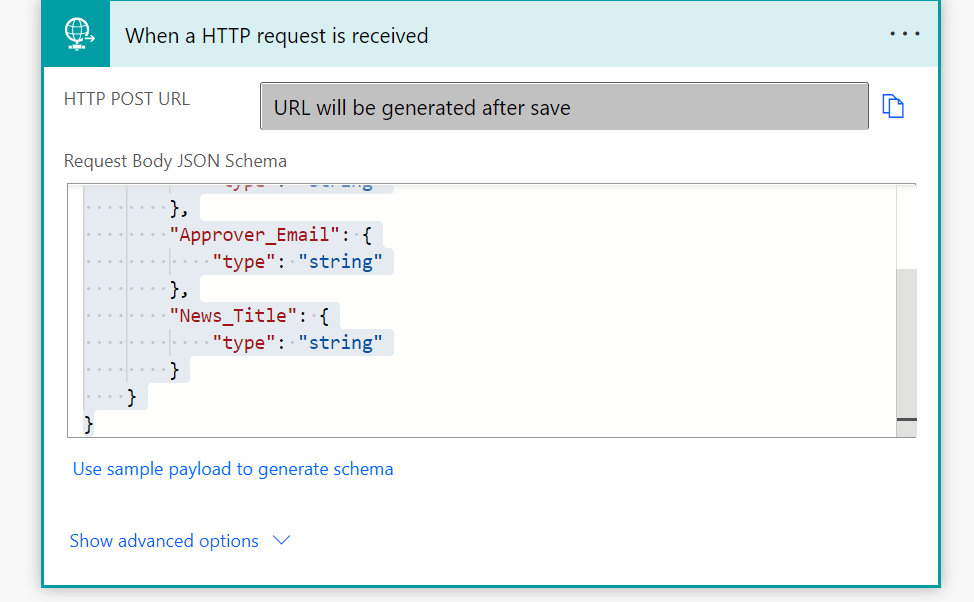 When a HTTP request is received
HTTP POST URL
URL will be generated after save
Request Body JSON Schema
"type": "string"
},
"Approver_Email": {
"type": "string"
},
"News_Title": {
"type": "string"
}
}
}
Use sample payload to generate schema
Show advanced options